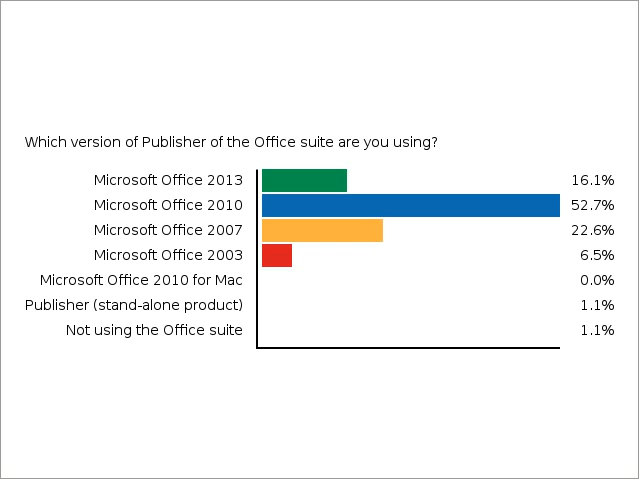 Which version of Publisher of the Office suite are you using?
Microsoft Office 2013 16.1%
Microsoft Office 2010 52.7%
Microsoft Office 2007 22.6%
Microsoft Office 2003 6.5%
Microsoft Office 2010 for Mac 0.0%
Publisher (stand-alone product) 1.1%
Not using the Office suite 1.1%